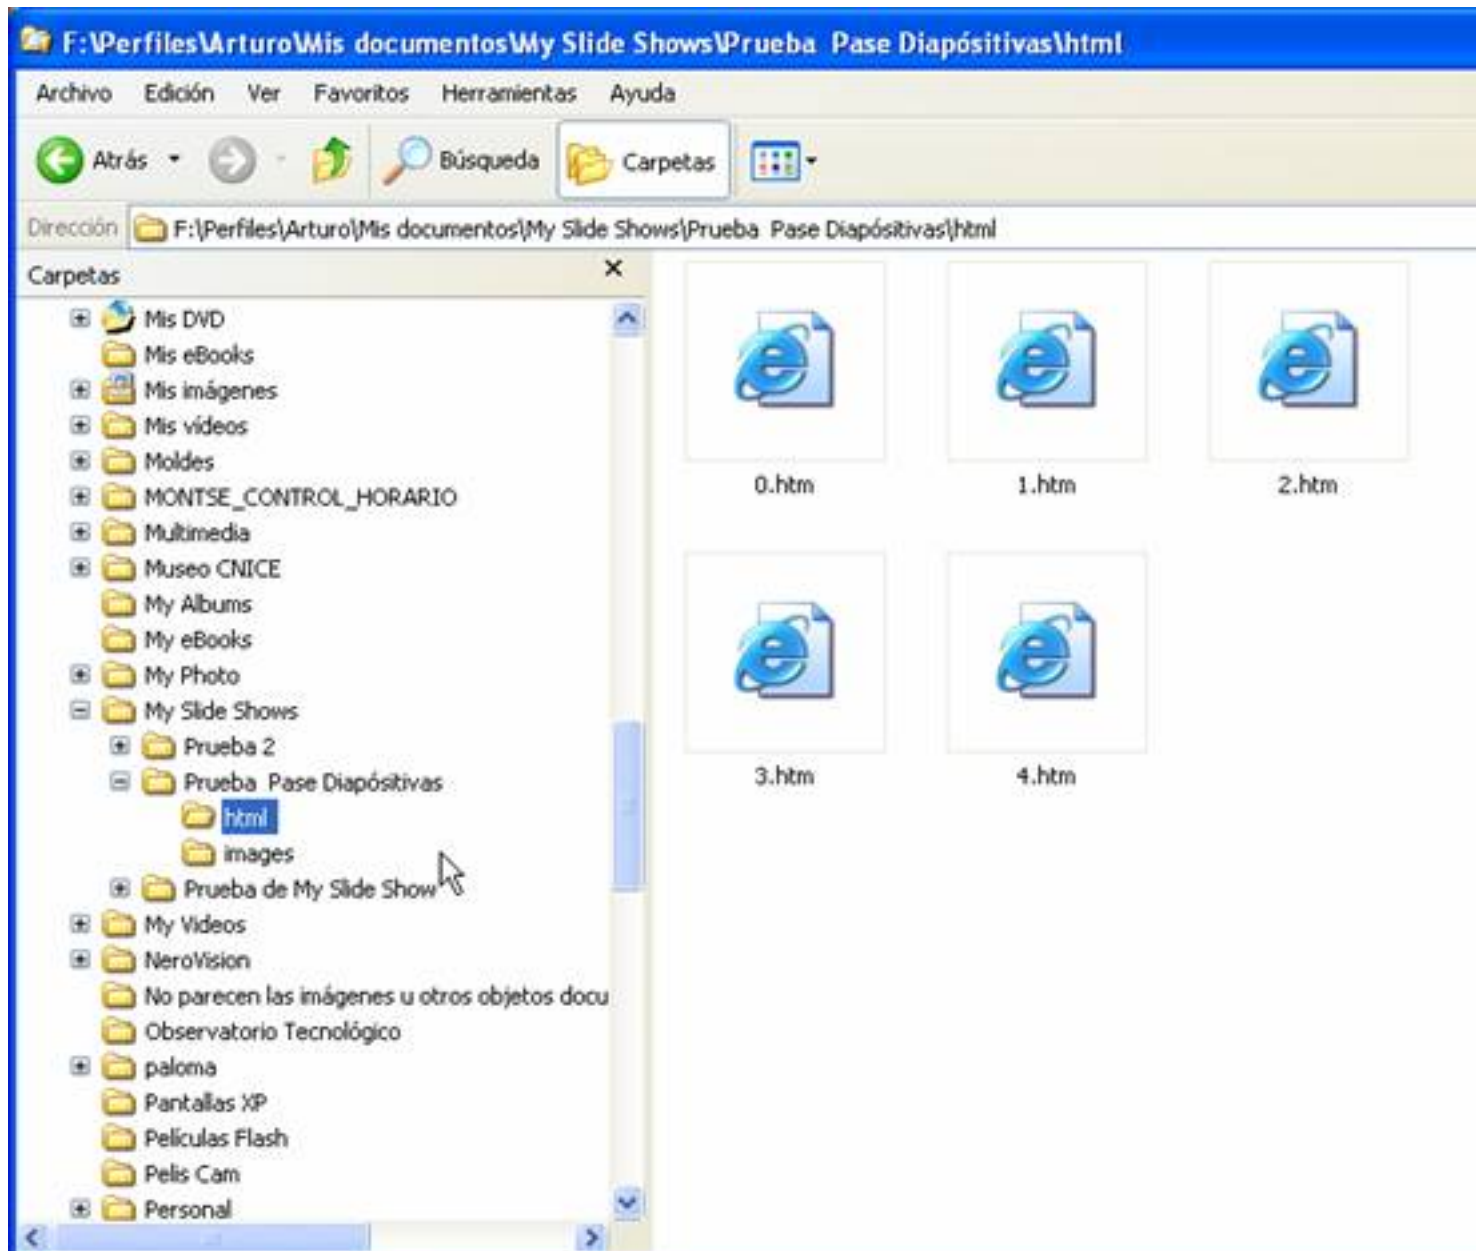 F:\Perfiles\Arturo\Mis documentos\My Slide Shows\Prueba  Pase Diapósitivas\html
Archivo Edición Ver Favoritos Herramientas Ayuda
Atrás Búsqueda Carpetas
Dirección F:\Perfiles\Arturo\Mis documentos\My Slide Shows\Prueba  Pase Diapósitivas\html
Carpetas
Mis DVD
Mis eBooks
Mis imágenes
Mis vídeos
Moldes
MONTSE_CONTROL_HORARIO
Multimedia
Museo CNICE
My Albums
My eBooks
My Photo
My Slide Shows
Prueba 2
Prueba  Pase Diapósitivas
html
images
Prueba de My Slide Show
My Videos
NeroVision
No parecen las imágenes u otros objetos docu
Observatorio Tecnológico
paloma
Pantallas XP
Películas Flash
Pelis Cam
Personal
0.htm 1.htm 2.htm
3.htm 4.htm